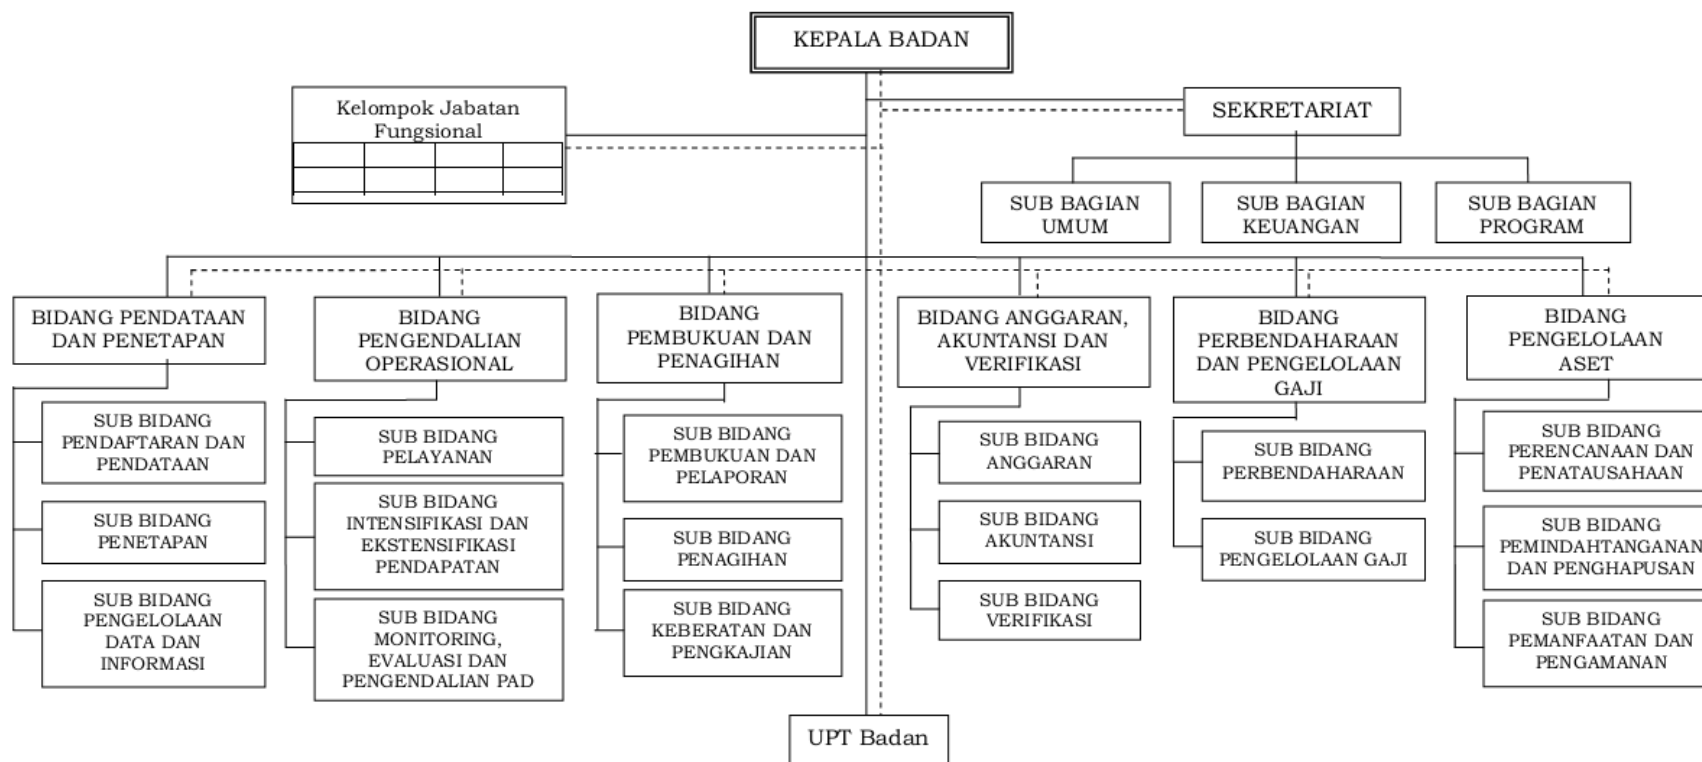 KEPALA BADAN
Kelompok Jabatan
Fungsional
SEKRETARIAT
SUB BAGIAN
UMUM
SUB BAGIAN
KEUANGAN
SUB BAGIAN
PROGRAM
BIDANG PENDATAAN
DAN PENETAPAN
BIDANG
PENGENDALIAN
OPERASIONAL
BIDANG
PEMBUKUAN DAN
PENAGIHAN
BIDANG ANGGARAN,
AKUNTANSI DAN
VERIFIKASI
BIDANG
PERBENDAHARAAN
DAN PENGELOLAAN
GAJI
BIDANG
PENGELOLAAN
ASET
SUB BIDANG
PENDAFTARAN DAN
PENDATAAN
SUB BIDANG
PENETAPAN
SUB BIDANG
PENGELOLAAN
DATA DAN
INFORMASI
SUB BIDANG
PELAYANAN
SUB BIDANG
INTENSIFIKASI DAN
EKSTENSIFIKASI
PENDAPATAN
SUB BIDANG
MONITORING,
EVALUASI DAN
PENGENDALIAN PAD
SUB BIDANG
PEMBUKUAN DAN
PELAPORAN
SUB BIDANG
PENAGIHAN
SUB BIDANG
KEBERATAN DAN
PENGKAJIAN
SUB BIDANG
ANGGARAN
SUB BIDANG
AKUNTANSI
SUB BIDANG
VERIFIKASI
SUB BIDANG
PERBENDAHARAAN
SUB BIDANG
PENGELOLAAN GAJI
SUB BIDANG
PERENCANAAN DAN
PENATAUSAHAAN
SUB BIDANG
PEMINDAHTANGANAN
DAN PENGHAPUSAN
SUB BIDANG
PEMANFAATAN DAN
PENGAMANAN
UPT Badan